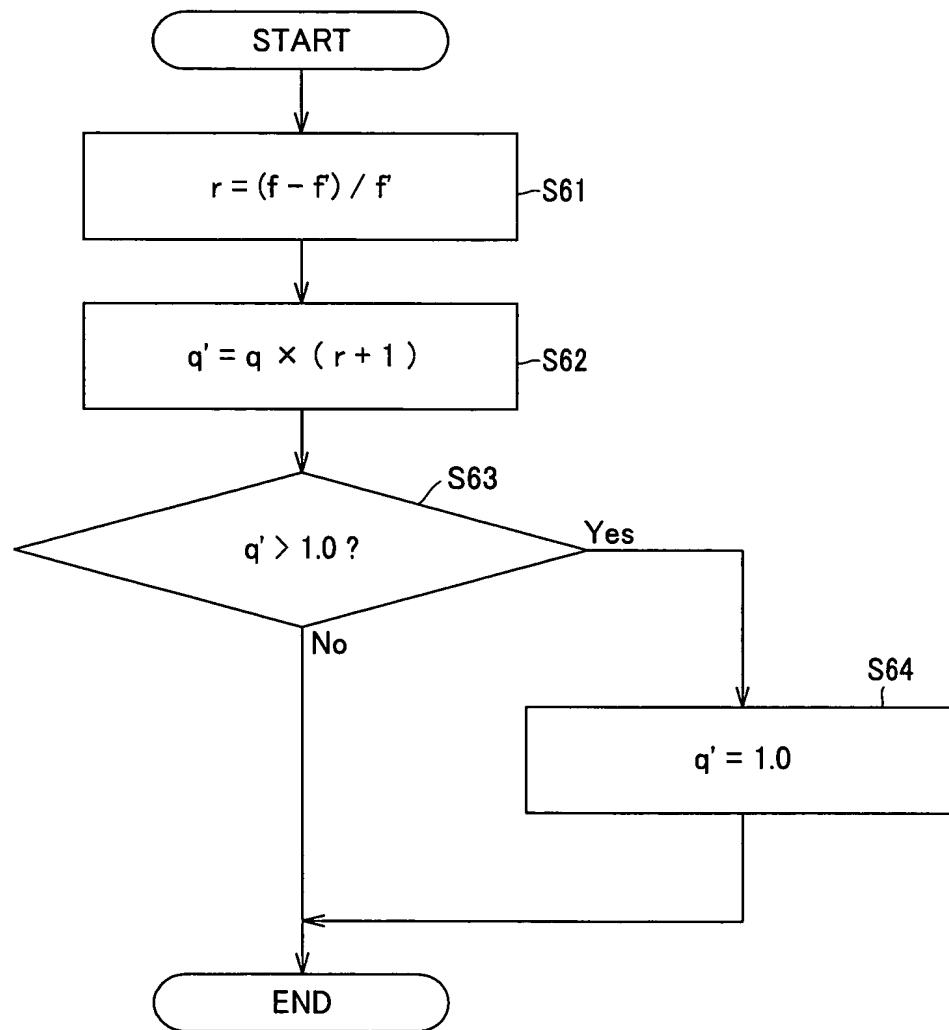 START
r = (f - f') / f'
S61
q' = q × ( r + 1 )
S62
S63
q' > 1.0 ?
Yes
No
S64
q' = 1.0
END